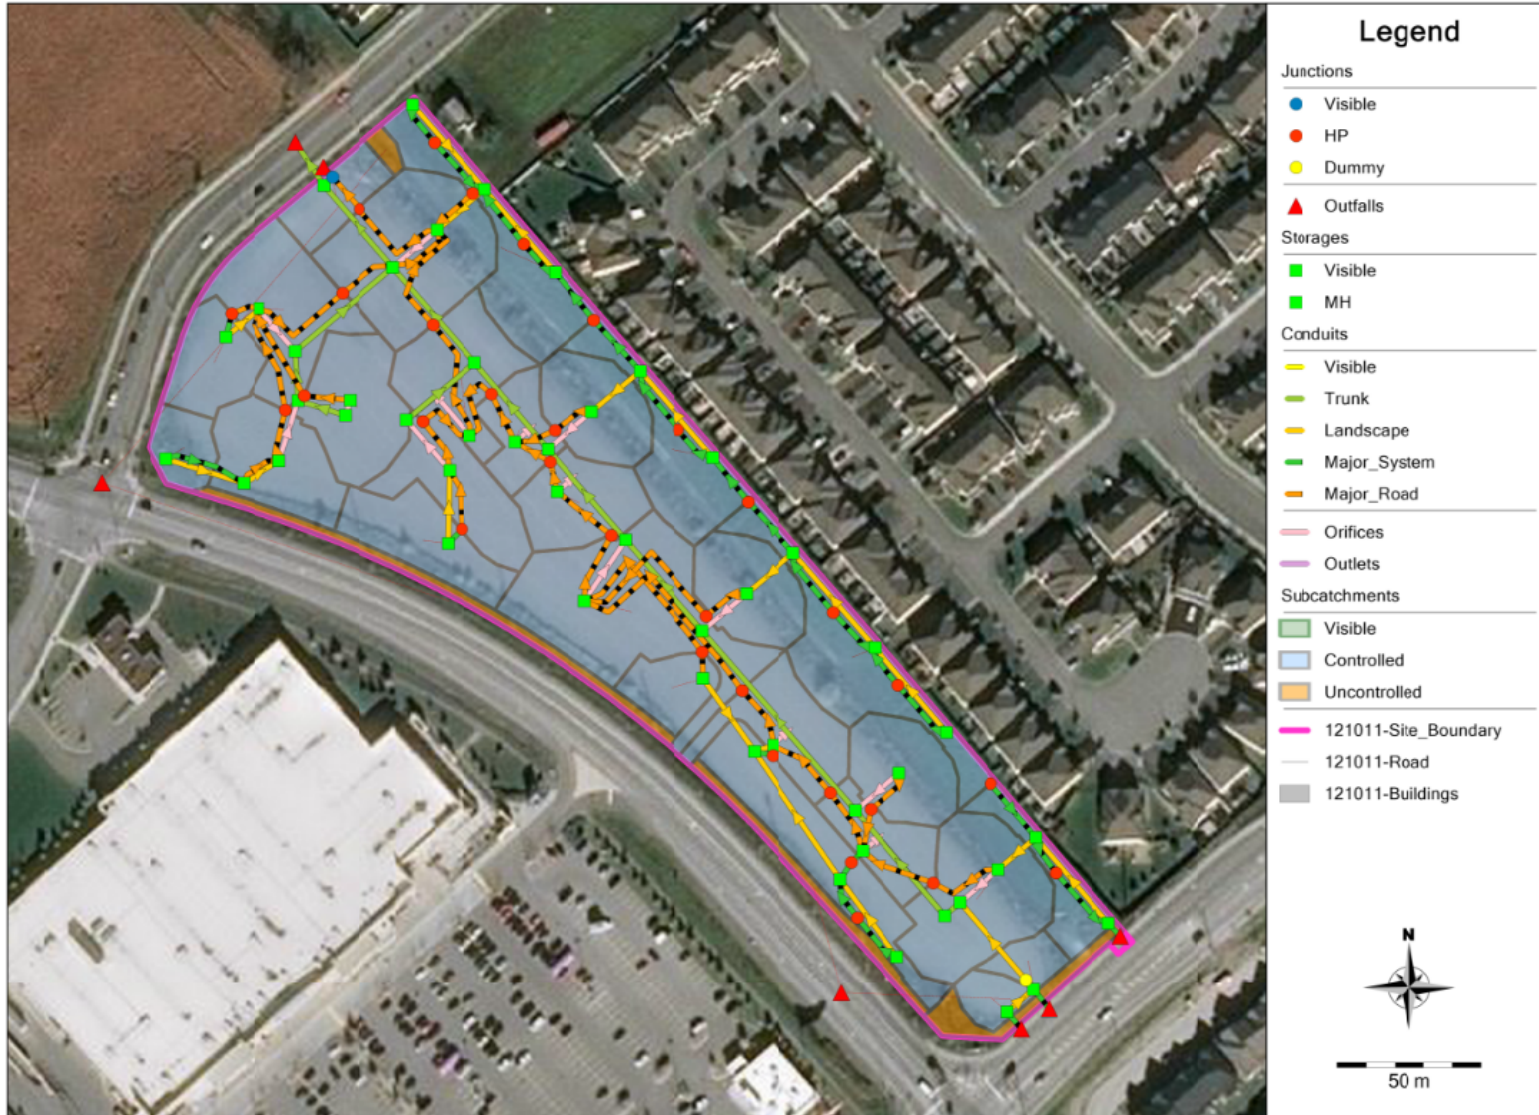 Legend
Junctions
Visible
HP
Dummy
Outfalls
Storages
Visible
MH
Conduits
Visible
Trunk
Landscape
Major_System
Major_Road
Orifices
Outlets
Subcatchments
Visible
Controlled
Uncontrolled
121011-Site_Boundary
121011-Road
121011-Buildings
N
50 m